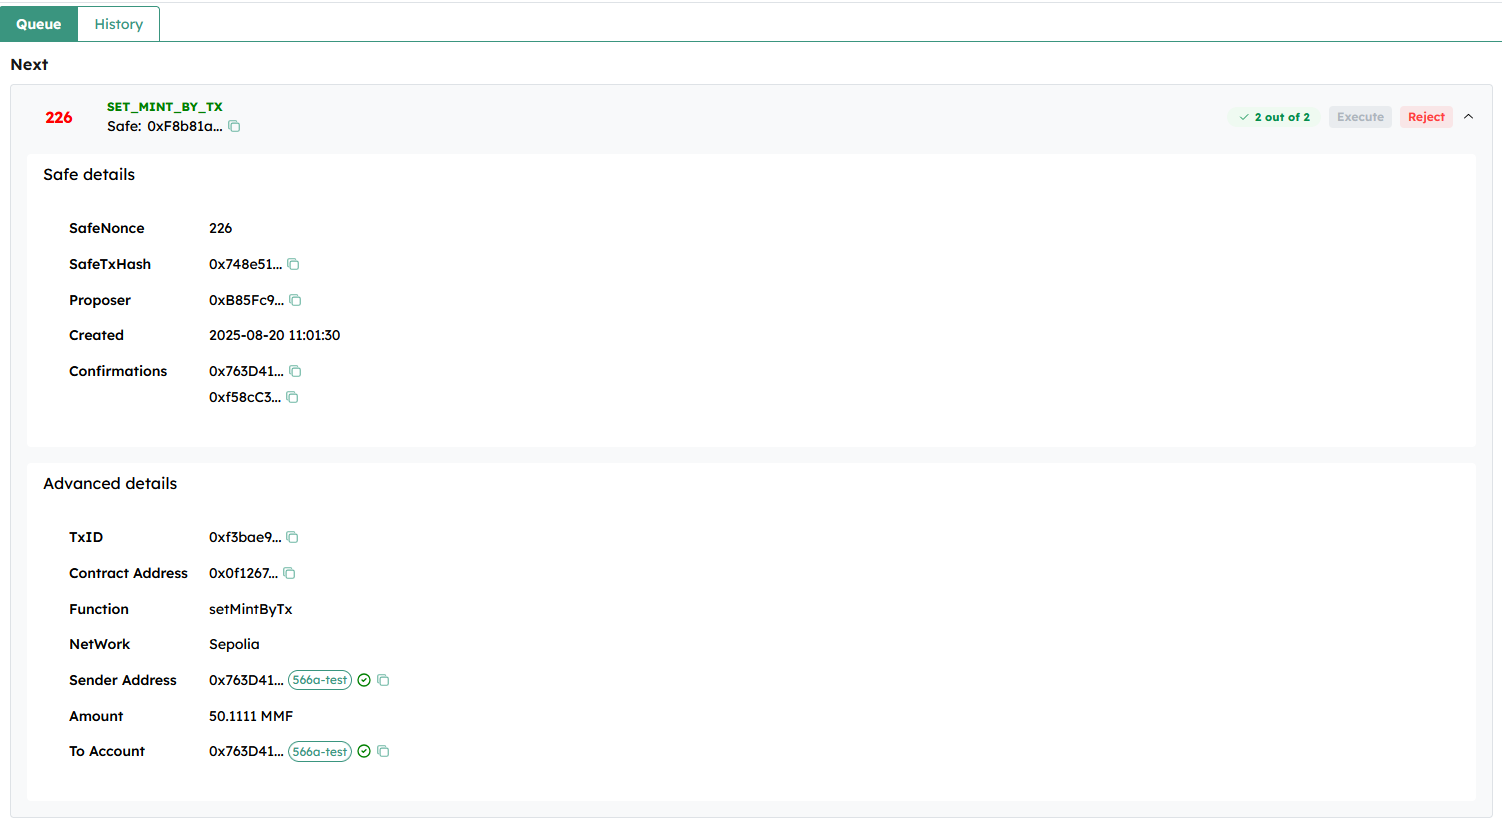 Queue History
Next
226
SET_MINT_BY_TX
Safe: 0xF8b81a...
2 out of 2 Execute Reject
Safe details
SafeNonce 226
SafeTxHash 0x748e51...
Proposer 0xB85Fc9...
Created 2025-08-20 11:01:30
Confirmations 0x763D41...
0xf58cC3...
Advanced details
TxID 0xf3bae9...
Contract Address 0x0f1267...
Function setMintByTx
NetWork Sepolia
Sender Address 0x763D41... 566a-test
Amount 50.1111 MMF
To Account 0x763D41... 566a-test